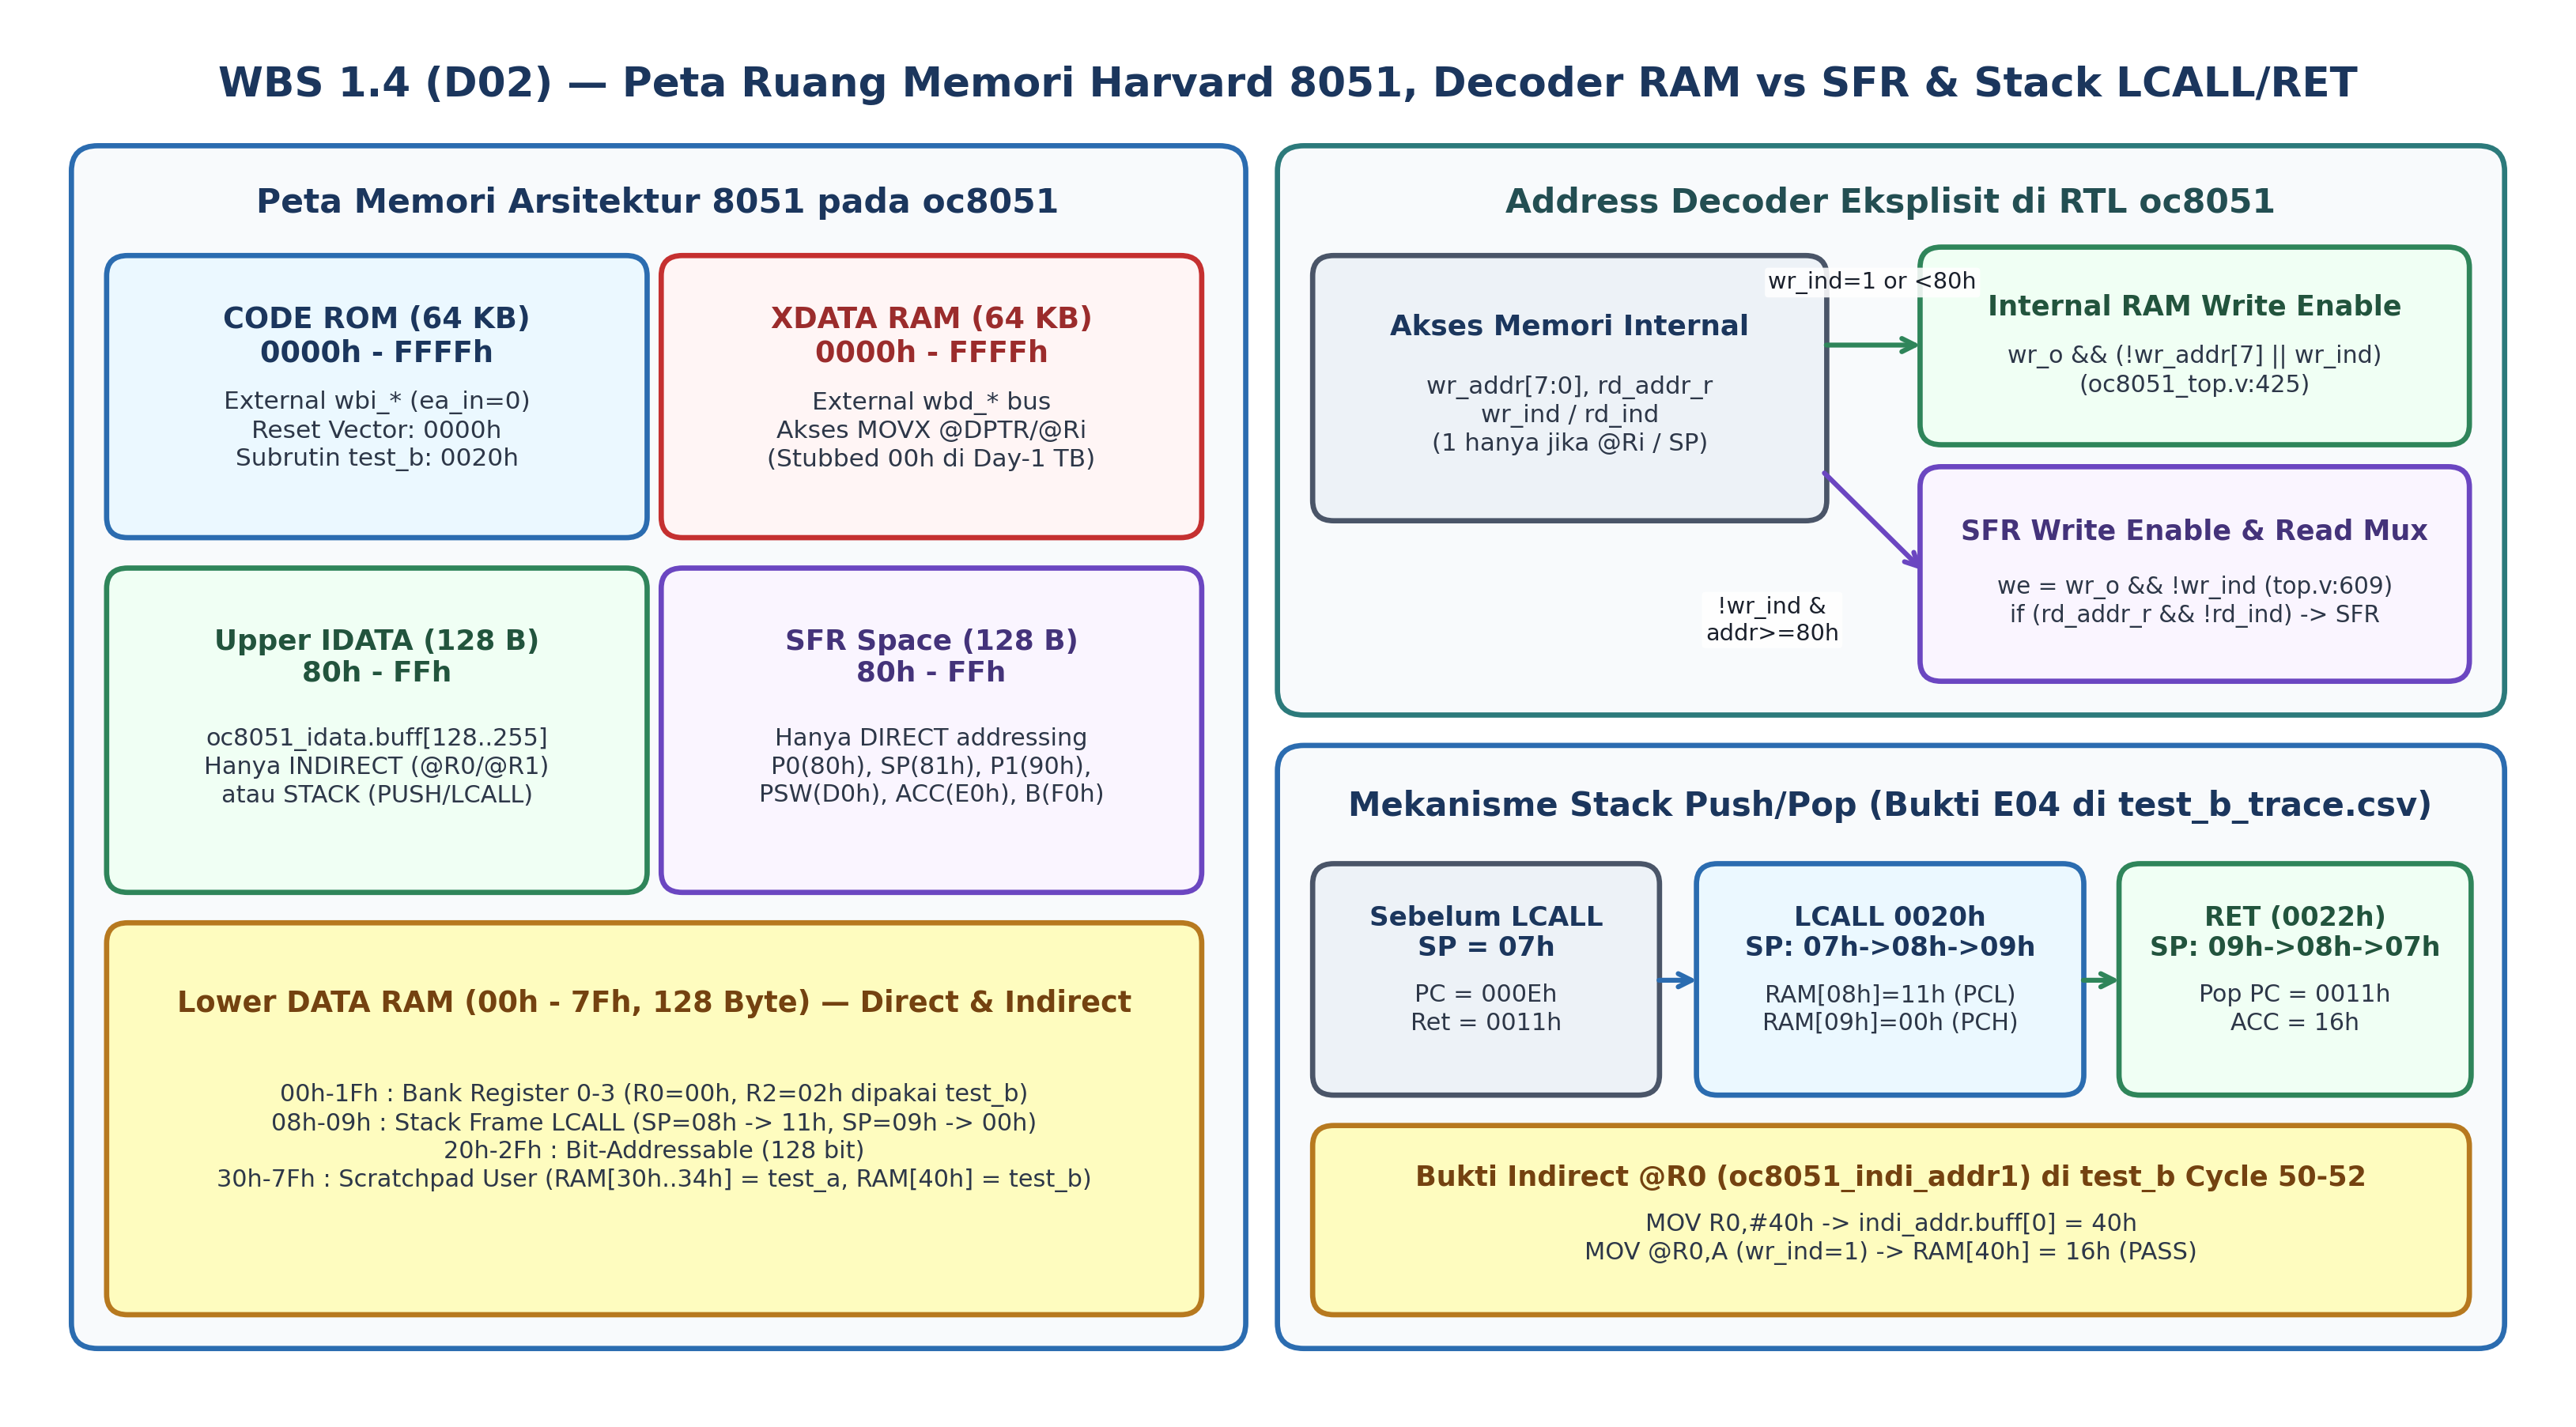 WBS 1.4 (D02) — Peta Ruang Memori Harvard 8051, Decoder RAM vs SFR & Stack LCALL/RET
Peta Memori Arsitektur 8051 pada oc8051
CODE ROM (64 KB)
0000h - FFFFh
External wbi_* (ea_in=0)
Reset Vector: 0000h
Subrutin test_b: 0020h
XDATA RAM (64 KB)
0000h - FFFFh
External wbd_* bus
Akses MOVX @DPTR/@Ri
(Stubbed 00h di Day-1 TB)
Upper IDATA (128 B)
80h - FFh
oc8051_idata.buff[128..255]
Hanya INDIRECT (@R0/@R1)
atau STACK (PUSH/LCALL)
SFR Space (128 B)
80h - FFh
Hanya DIRECT addressing
P0(80h), SP(81h), P1(90h),
PSW(D0h), ACC(E0h), B(F0h)
Lower DATA RAM (00h - 7Fh, 128 Byte) — Direct & Indirect
00h-1Fh : Bank Register 0-3 (R0=00h, R2=02h dipakai test_b)
08h-09h : Stack Frame LCALL (SP=08h -> 11h, SP=09h -> 00h)
20h-2Fh : Bit-Addressable (128 bit)
30h-7Fh : Scratchpad User (RAM[30h..34h] = test_a, RAM[40h] = test_b)
Address Decoder Eksplisit di RTL oc8051
Akses Memori Internal
wr_addr[7:0], rd_addr_r
wr_ind / rd_ind
(1 hanya jika @Ri / SP)
wr_ind=1 or <80h
Internal RAM Write Enable
wr_o && (!wr_addr[7] || wr_ind)
(oc8051_top.v:425)
!wr_ind &
addr>=80h
SFR Write Enable & Read Mux
we = wr_o && !wr_ind (top.v:609)
if (rd_addr_r && !rd_ind) -> SFR
Mekanisme Stack Push/Pop (Bukti E04 di test_b_trace.csv)
Sebelum LCALL
SP = 07h
PC = 000Eh
Ret = 0011h
LCALL 0020h
SP: 07h->08h->09h
RAM[08h]=11h (PCL)
RAM[09h]=00h (PCH)
RET (0022h)
SP: 09h->08h->07h
Pop PC = 0011h
ACC = 16h
Bukti Indirect @R0 (oc8051_indi_addr1) di test_b Cycle 50-52
MOV R0,#40h -> indi_addr.buff[0] = 40h
MOV @R0,A (wr_ind=1) -> RAM[40h] = 16h (PASS)